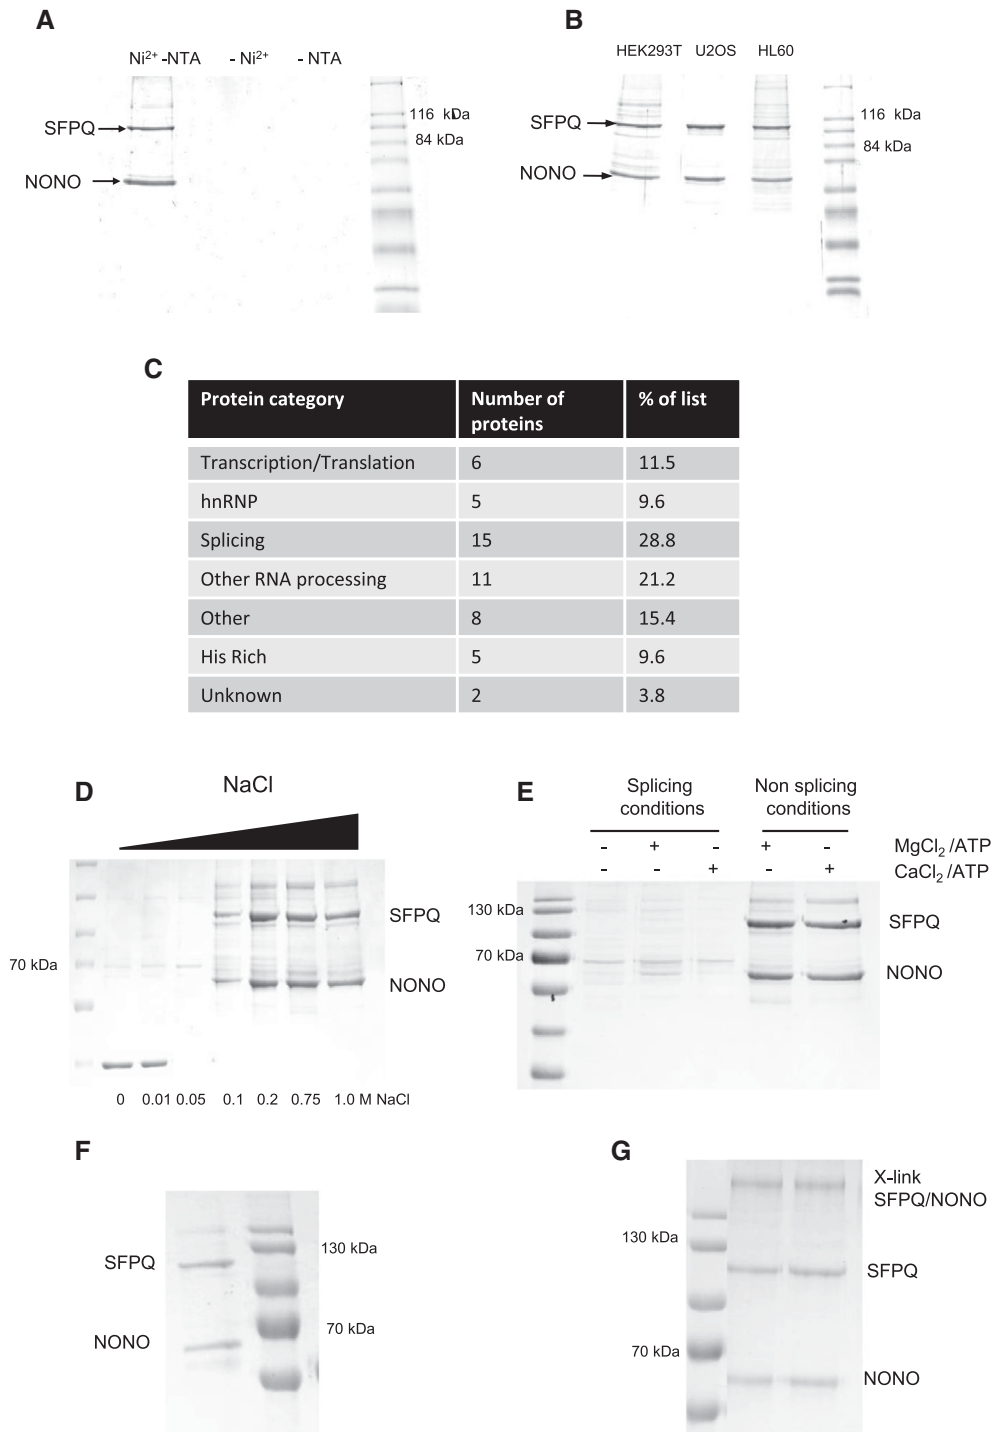 A
Ni2+ -NTA - Ni2+ - NTA
SFPQ
NONO
116 kDa
84 kDa
B
HEK293T U2OS HL60
SFPQ
NONO
116 kDa
84 kDa
C
Protein category Number of proteins % of list
Transcription/Translation 6 11.5
hnRNP 5 9.6
Splicing 15 28.8
Other RNA processing 11 21.2
Other 8 15.4
His Rich 5 9.6
Unknown 2 3.8
D
NaCl
70 kDa
SFPQ
NONO
0 0.01 0.05 0.1 0.2 0.75 1.0 M NaCl
E
Splicing conditions
Non splicing conditions
- + - + - MgCl2 /ATP
- - + - + CaCl2 /ATP
130 kDa
70 kDa
SFPQ
NONO
F
SFPQ
NONO
130 kDa
70 kDa
G
X-link
SFPQ/NONO
130 kDa
SFPQ
70 kDa
NONO